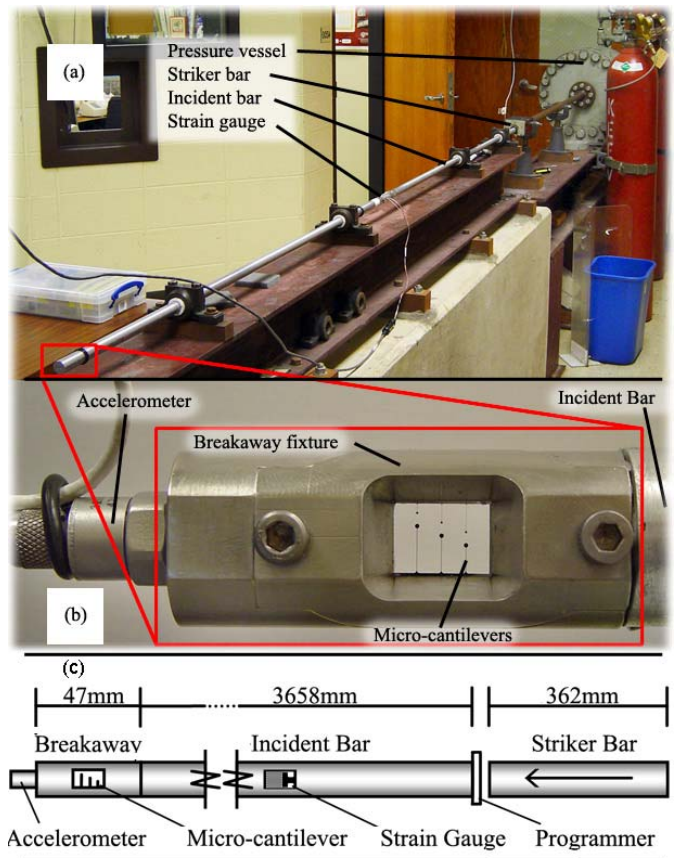 (a)
Pressure vessel
Striker bar
Incident bar
Strain gauge
Accelerometer
Incident Bar
Breakaway fixture
(b)
Micro-cantilevers
(c)
47mm 3658mm 362mm
Breakaway Incident Bar Striker Bar
Accelerometer Micro-cantilever Strain Gauge Programmer